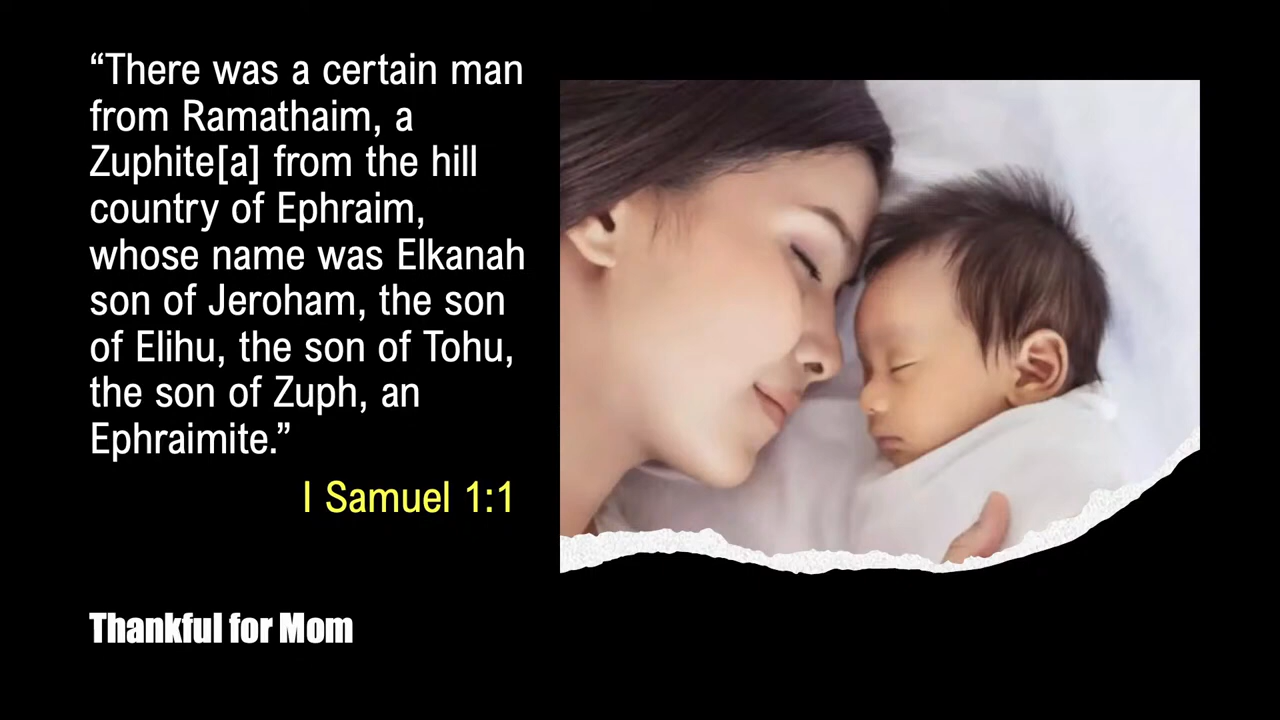 “There was a certain man
from Ramathaim, a
Zuphite[a] from the hill
country of Ephraim,
whose name was Elkanah
son of Jeroham, the son
of Elihu, the son of Tohu,
the son of Zuph, an
Ephraimite.”
I Samuel 1:1
Thankful for Mom